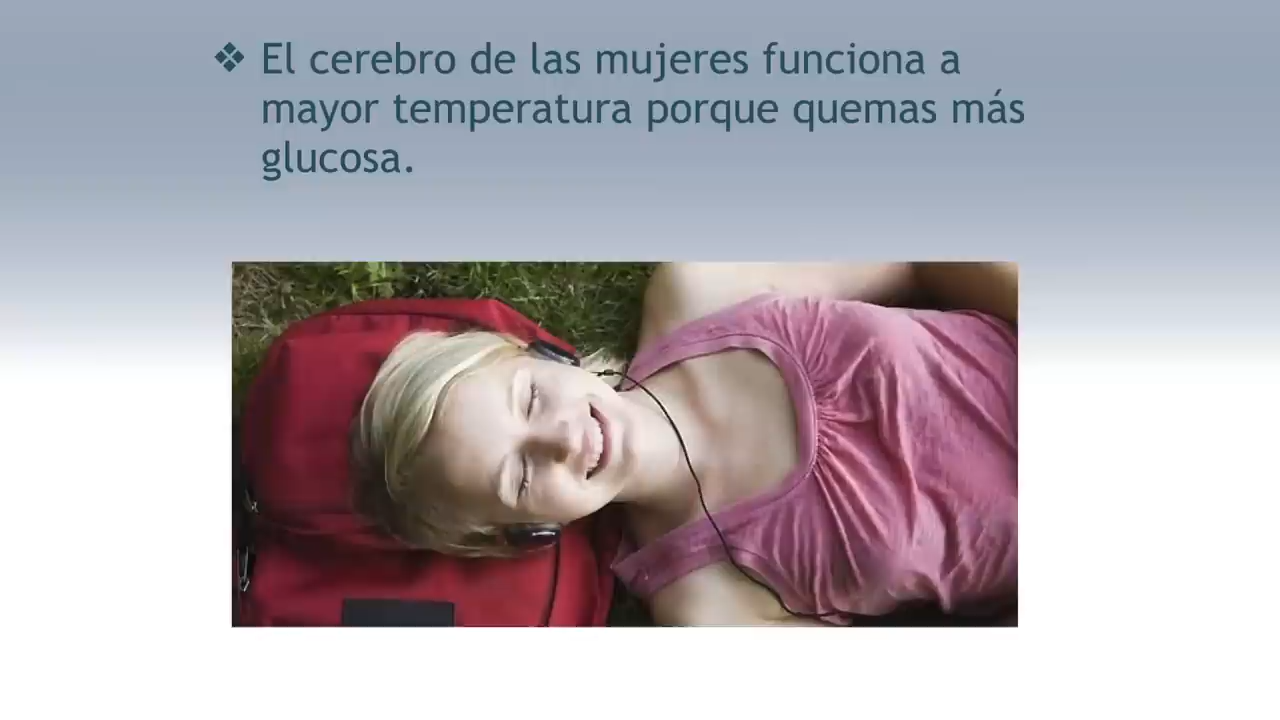 ❖ El cerebro de las mujeres funciona a
mayor temperatura porque quemas más
glucosa.